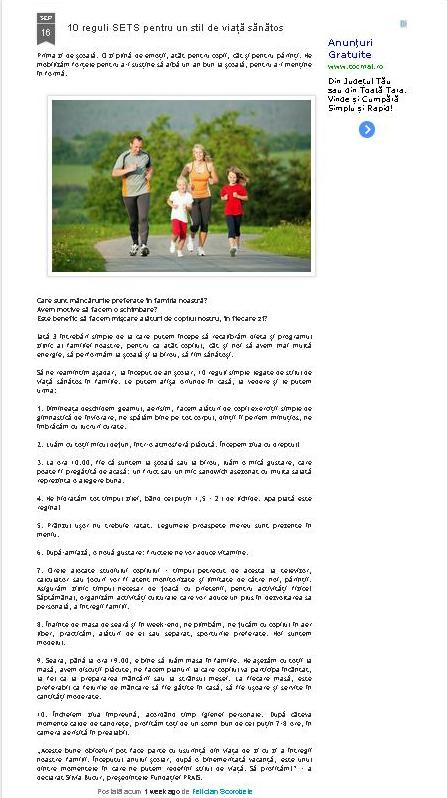 SEP
16
10 reguli SETS pentru un stil de viață sănătos
Prima zi de școală. O zi plină de emoții, atât pentru copii, cât și pentru părinți. Ne
mobilizăm forțele pentru a-i susține să aibă un an bun la școală, pentru a-i menține
în formă.
Anunțuri
Gratuite
www.tocmai.ro
Din Județul Tău
sau din Toată Țara.
Vinde și Cumpără
Simplu și Rapid!
Care sunt mâncărurile preferate în familia noastră?
Avem motive să facem o schimbare?
Este benefic să facem mișcare alături de copilul nostru, în fiecare zi?
Iată 3 întrebări simple de la care putem începe să recalibrăm dieta și programul
zilnic al familiei noastre, pentru ca atât copilul, cât și noi să avem mai multă
energie, să performăm la școală și la birou, să fim sănătoși.
Să ne reamintim așadar, la început de an școlar, 10 reguli simple legate de stilul de
viață sănătos în familie. Le putem afișa oriunde în casă, la vedere și le putem
urma:
1. Dimineața deschidem geamul, aerisim, facem alături de copil exerciții simple de
gimnastică de înviorare, ne spălăm bine pe tot corpul, dinții îi periem minuțios, ne
îmbrăcăm cu lucruri curate.
2. Luăm cu toții micul dejun, într-o atmosferă plăcută. Începem ziua cu dreptul!
3. La ora 10.00, fie că suntem la școală sau la birou, luăm o mică gustare, care
poate fi pregătită de acasă: un fruct sau un mic sandwich asezonat cu multă salată
reprezintă o alegere bună.
4. Ne hidratăm tot timpul zilei, bând cel puțin 1,5 - 2 l de lichide. Apa plată este
regina!
5. Prânzul ușor nu trebuie ratat. Legumele proaspete mereu sunt prezente în
meniu.
6. După-amiază, o nouă gustare: fructele ne vor aduce vitamine.
7. Orele alocate studiului copilului - timpul petrecut de acesta la televizor,
calculator sau jocuri vor fi atent monitorizate și limitate de către noi, părinții.
Asigurăm zilnic timpul necesar de joacă cu prietenii, pentru activități fizice!
Săptămânal, organizăm activități culturale care vor aduce un plus în dezvoltarea sa
personală, a întregii familii.
8. Înainte de masa de seară și în week-end, ne plimbăm, ne jucăm cu copilul în aer
liber, practicăm, alături de el sau separat, sporturile preferate. Noi suntem
modelul.
9. Seara, până la ora 19.00, e bine să luăm masa în familie. Ne așezăm cu toții la
masă, avem discuții plăcute, ne facem planuri la care copilul va participa încântat,
la fel ca la prepararea mâncării sau la strânsul mesei. La fiecare masă, este
preferabil ca felurile de mâncare să fie gătite în casă, să fie ușoare și servite în
cantități moderate.
10. Încheiem ziua împreună, acordând timp igienei personale. După câteva
momente calde de tandrețe, profităm toți de un somn bun de cel puțin 7-8 ore, în
camera aerisită în prealabil.
„Aceste bune obiceiuri pot face parte cu ușurință din viața de zi cu zi a întregii
noastre familii. Începutul anului școlar, după o binemeritată vacanță, este unul
dintre momentele în care ne putem redefini stilul de viață. Să profităm!" - a
declarat Silvia Bucur, președintele Fundației PRAIS.
Postată acum 1 week ago de Felician Scorobete